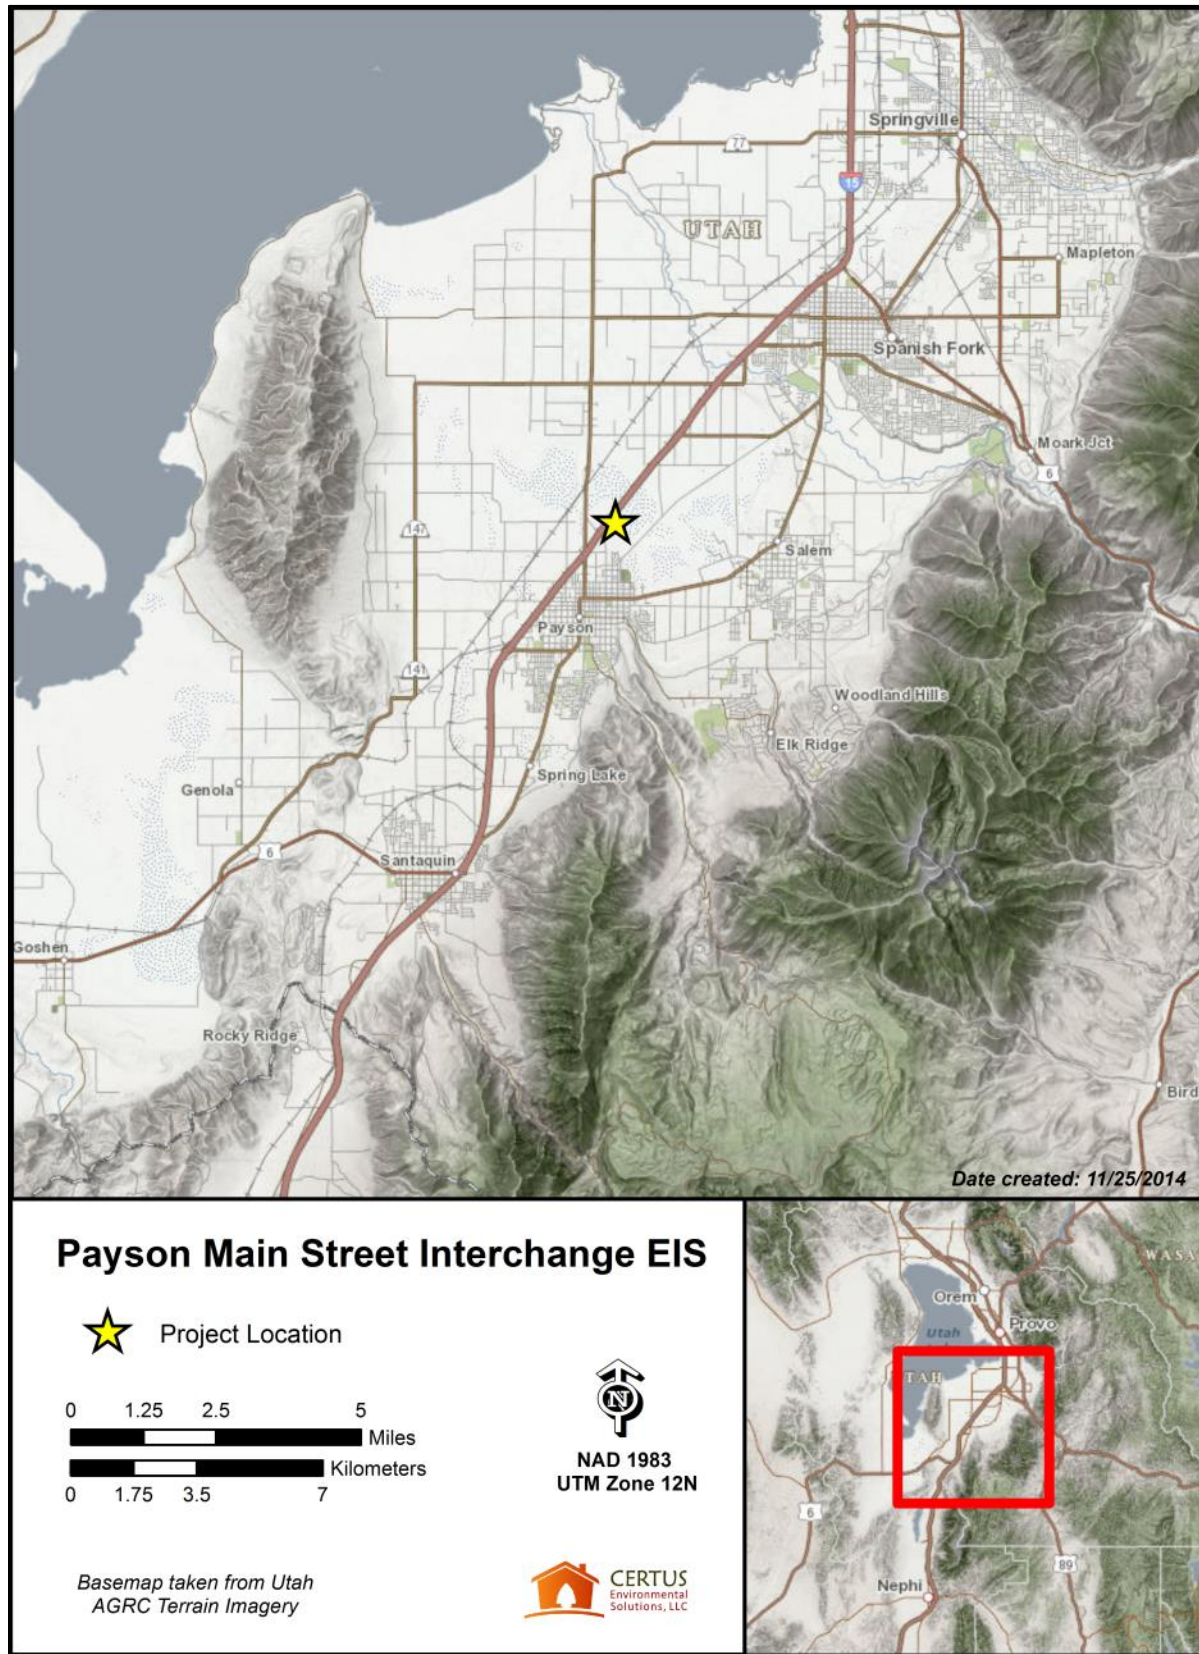 Springville
77
15
UTAH
Mapleton
Spanish Fork
Moark Jct
6
147
Salem
Payson
141
Woodland Hills
Elk Ridge
Spring Lake
Genola
6
Santaquin
Goshen
Rocky Ridge
Bird
Date created: 11/25/2014
Payson Main Street Interchange EIS
Project Location
0 1.25 2.5 5
Miles
Kilometers
0 1.75 3.5 7
N
NAD 1983
UTM Zone 12N
Basemap taken from Utah
AGRC Terrain Imagery
CERTUS
Environmental
Solutions, LLC
WASA
Orem
Provo
Utah
TAH
6
89
Nephi